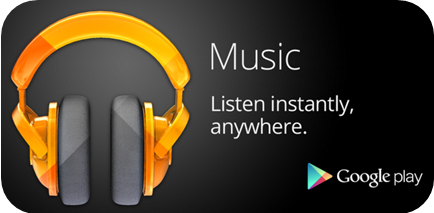 Music
Listen instantly,
anywhere.
Google play